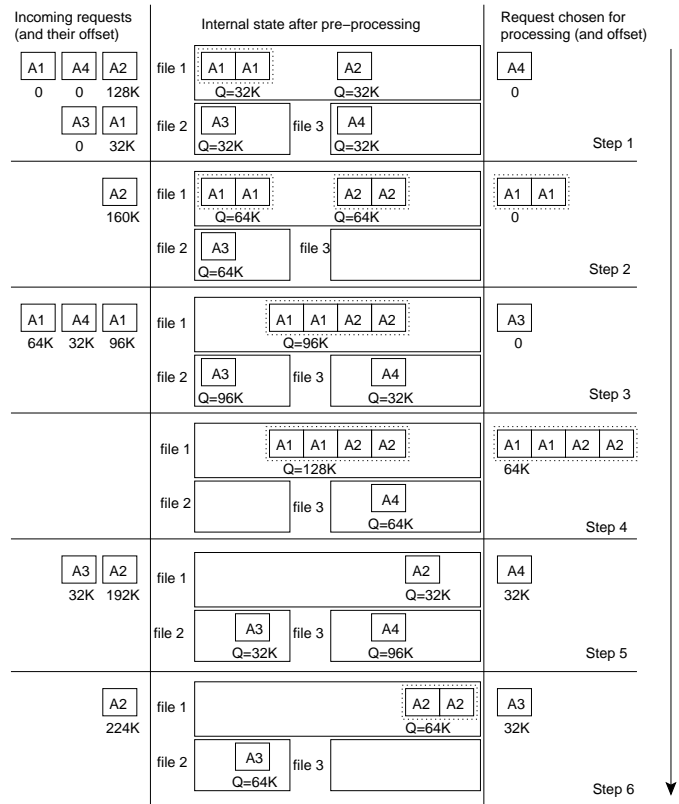 Incoming requests
(and their offset)
Internal state after pre-processing
Request chosen for
processing (and offset)
A1 A4 A2
0 0 128K
A3 A1
0 32K
file 1
A1 A1 A2
Q=32K Q=32K
file 2
A3
Q=32K
file 3
A4
Q=32K
A4
0
Step 1
A2
160K
file 1
A1 A1 A2 A2
Q=64K Q=64K
file 2
A3
Q=64K
file 3
A1 A1
0
Step 2
A1 A4 A1
64K 32K 96K
file 1
A1 A1 A2 A2
Q=96K
file 2
A3
Q=96K
file 3
A4
Q=32K
A3
0
Step 3
file 1
A1 A1 A2 A2
Q=128K
file 2
file 3
A4
Q=64K
A1 A1 A2 A2
64K
Step 4
A3 A2
32K 192K
file 1
A2
Q=32K
file 2
A3
Q=32K
file 3
A4
Q=96K
A4
32K
Step 5
A2
224K
file 1
A2 A2
Q=64K
file 2
A3
Q=64K
file 3
A3
32K
Step 6